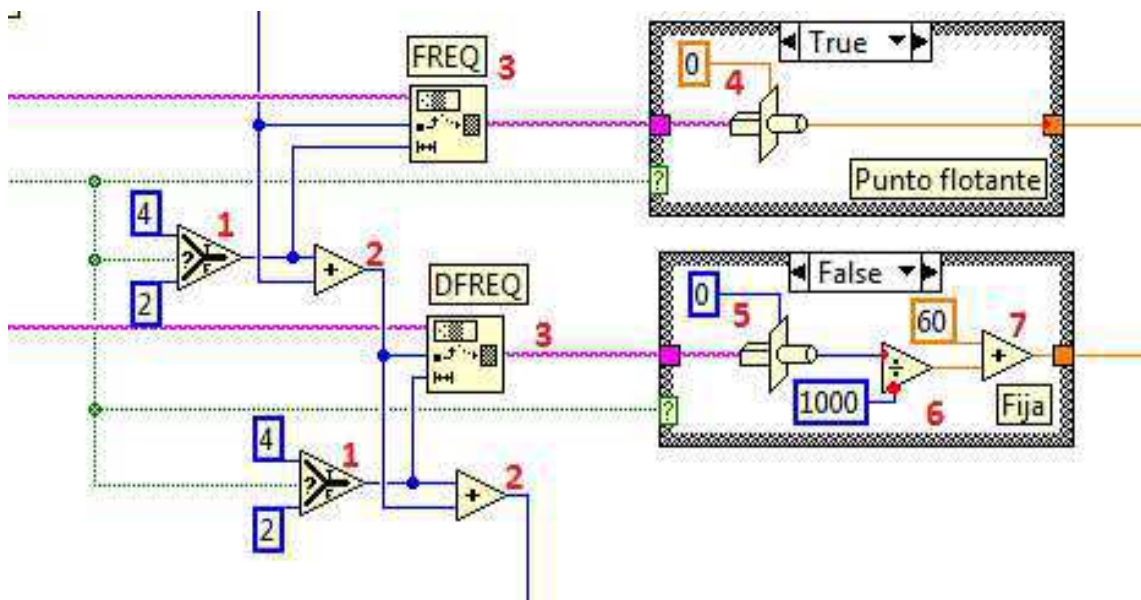 FREQ 3
True
0 4
Punto flotante
?
4 1
?
T
F
2
+ 2
DFREQ
3
False
0 5
60 7
÷ +
1000 6
Fija
?
4 1
?
T
F
2
+ 2